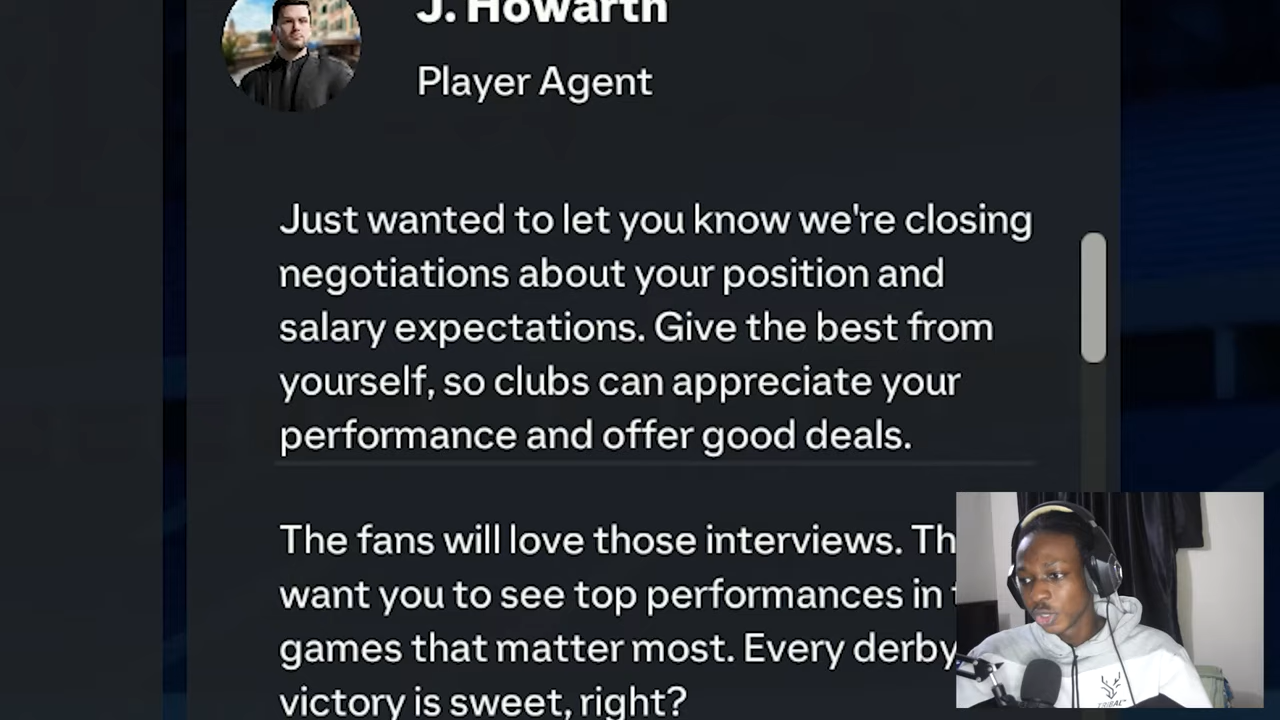 J. Howarth
Player Agent
Just wanted to let you know we're closing
negotiations about your position and
salary expectations. Give the best from
yourself, so clubs can appreciate your
performance and offer good deals.
The fans will love those interviews.
want you to see top performances in
games that matter most. Every derby
victory is sweet, right?
TRIBAL